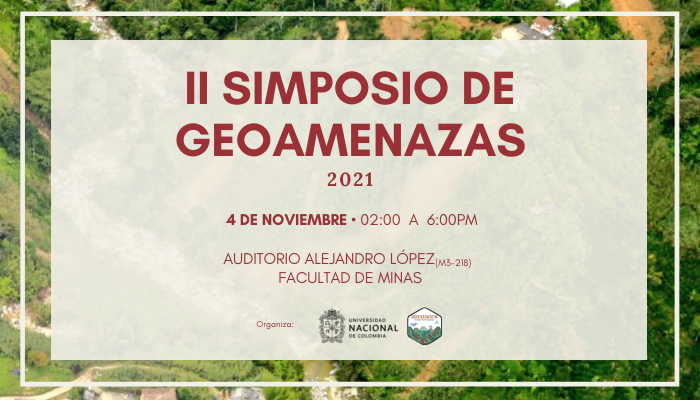 II SIMPOSIO DE
GEOAMENAZAS
2021
4 DE NOVIEMBRE • 02:00 A 6:00PM
AUDITORIO ALEJANDRO LÓPEZ(M3-218)
FACULTAD DE MINAS
Organiza:
UNIVERSIDAD
NACIONAL
DE COLOMBIA